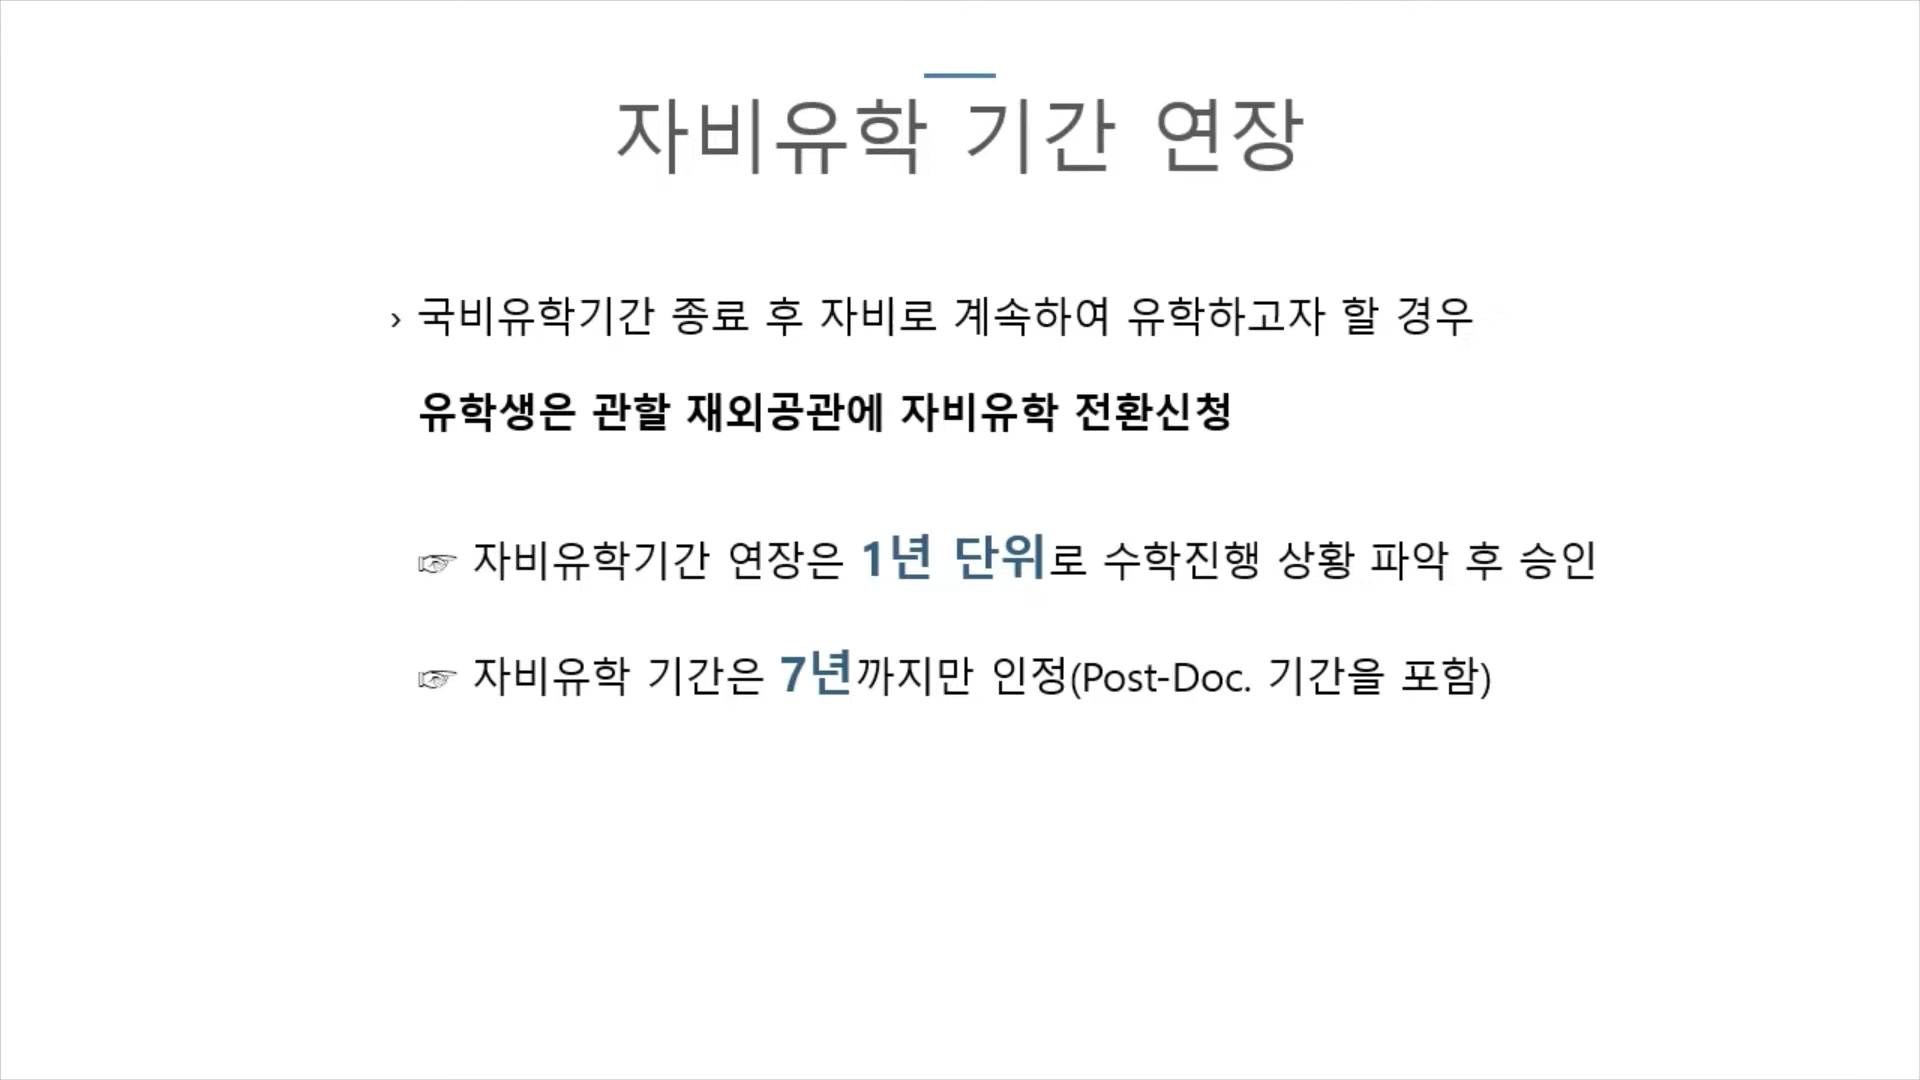 자비유학 기간 연장
› 국비유학기간 종료 후 자비로 계속하여 유학하고자 할 경우
유학생은 관할 재외공관에 자비유학 전환신청
☞ 자비유학기간 연장은 1년 단위로 수학진행 상황 파악 후 승인
☞ 자비유학 기간은 7년까지만 인정(Post-Doc. 기간을 포함)